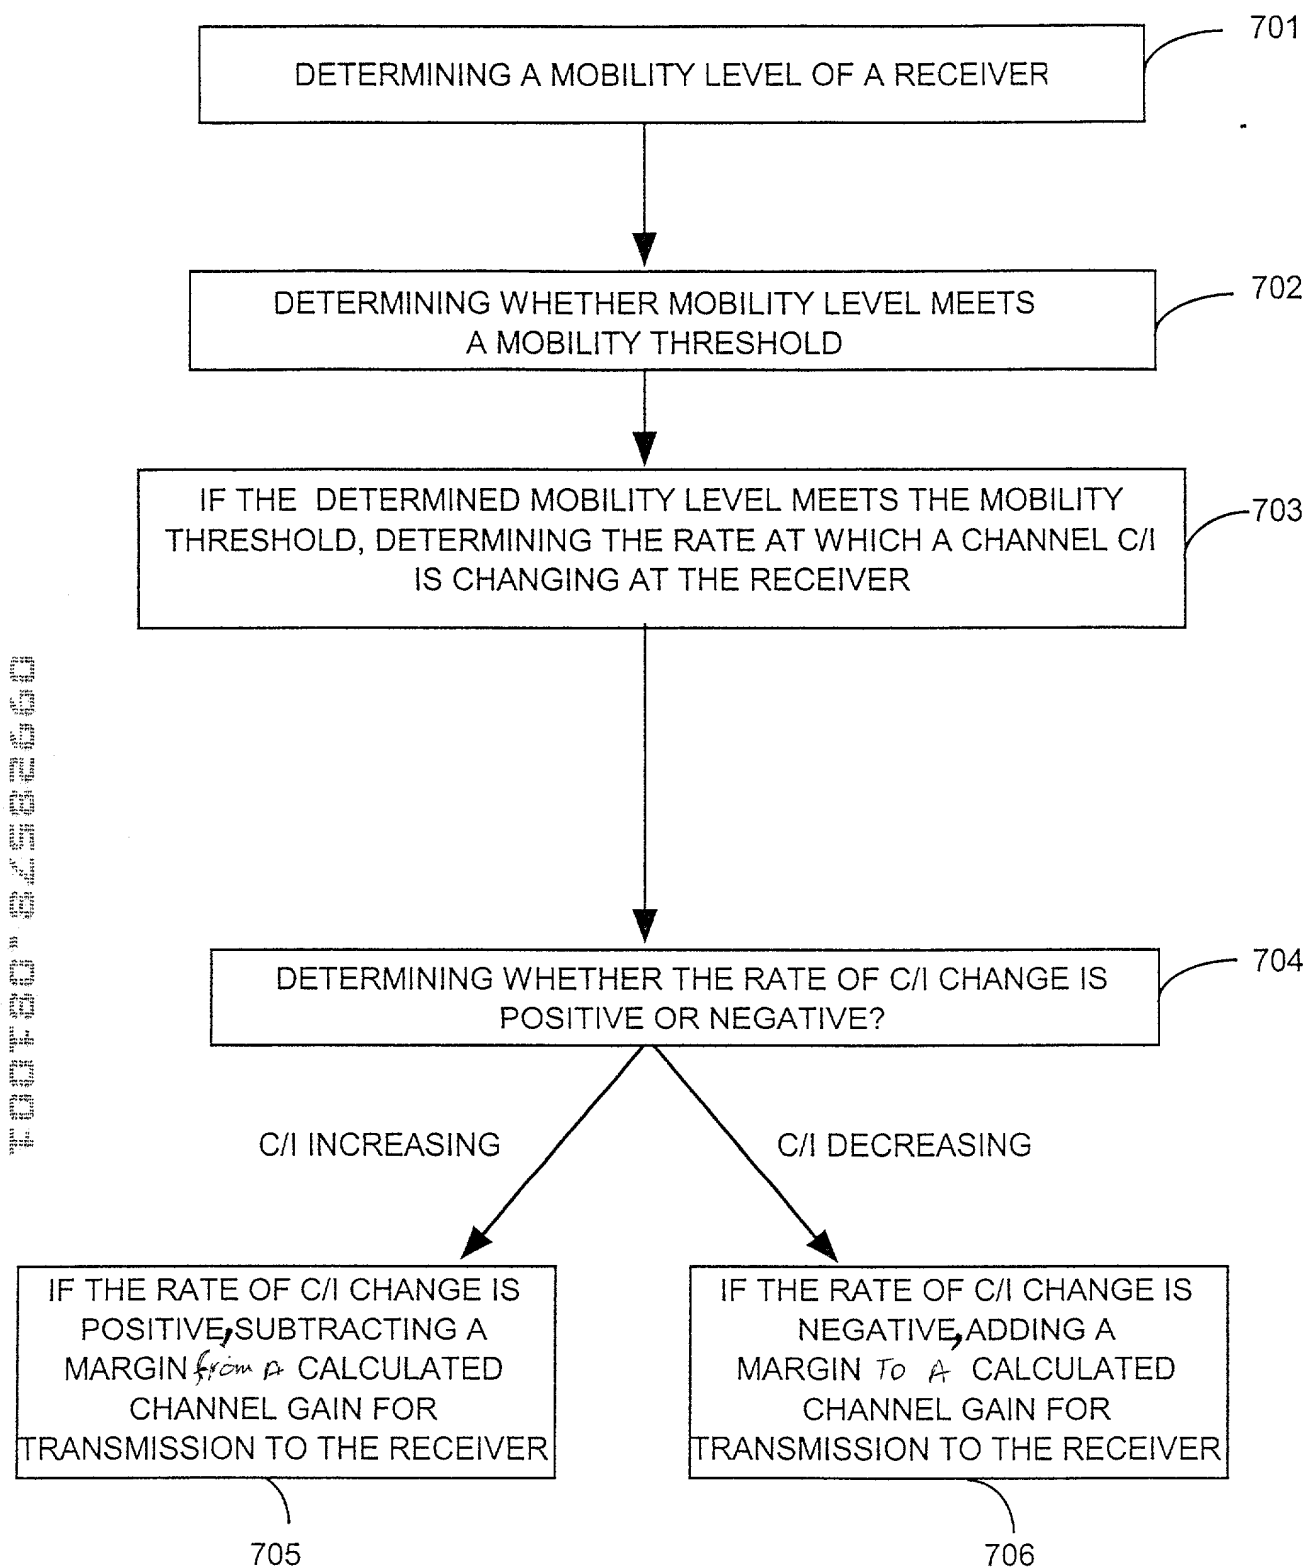 701
DETERMINING A MOBILITY LEVEL OF A RECEIVER
702
DETERMINING WHETHER MOBILITY LEVEL MEETS
A MOBILITY THRESHOLD
703
IF THE DETERMINED MOBILITY LEVEL MEETS THE MOBILITY
THRESHOLD, DETERMINING THE RATE AT WHICH A CHANNEL C/I
IS CHANGING AT THE RECEIVER
704
DETERMINING WHETHER THE RATE OF C/I CHANGE IS
POSITIVE OR NEGATIVE?
C/I INCREASING
C/I DECREASING
IF THE RATE OF C/I CHANGE IS
POSITIVE, SUBTRACTING A
MARGIN from A CALCULATED
CHANNEL GAIN FOR
TRANSMISSION TO THE RECEIVER
705
IF THE RATE OF C/I CHANGE IS
NEGATIVE, ADDING A
MARGIN TO A CALCULATED
CHANNEL GAIN FOR
TRANSMISSION TO THE RECEIVER
706